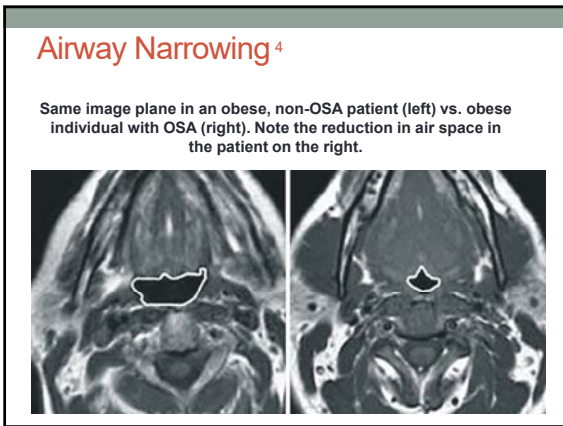 Airway Narrowing 4
Same image plane in an obese, non-OSA patient (left) vs. obese
individual with OSA (right). Note the reduction in air space in
the patient on the right.